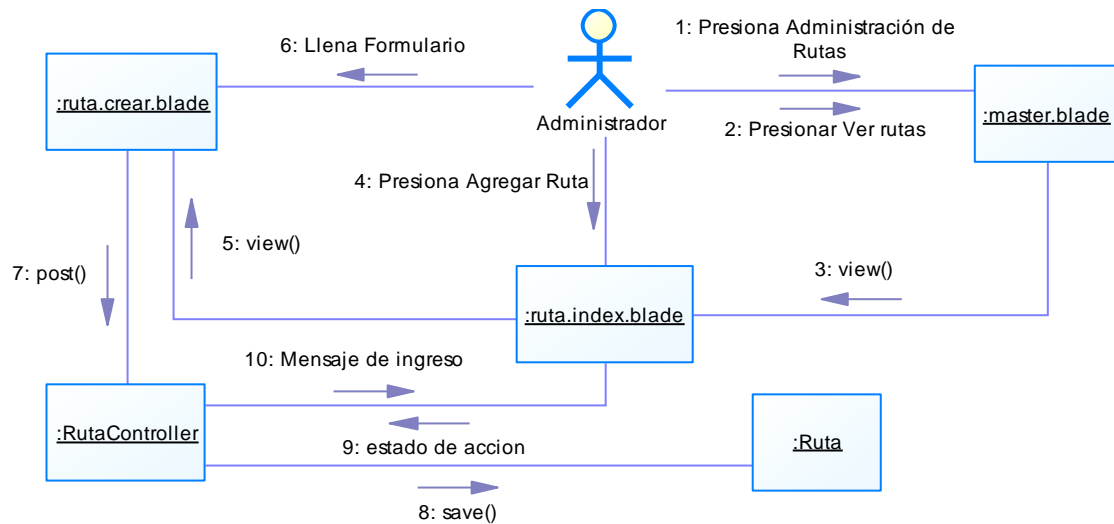 6: Llena Formulario
1: Presiona Administración de
Rutas
:ruta.crear.blade
Administrador
:master.blade
2: Presionar Ver rutas
4: Presiona Agregar Ruta
5: view()
7: post()
3: view()
:ruta.index.blade
10: Mensaje de ingreso
:RutaController
9: estado de accion
:Ruta
8: save()